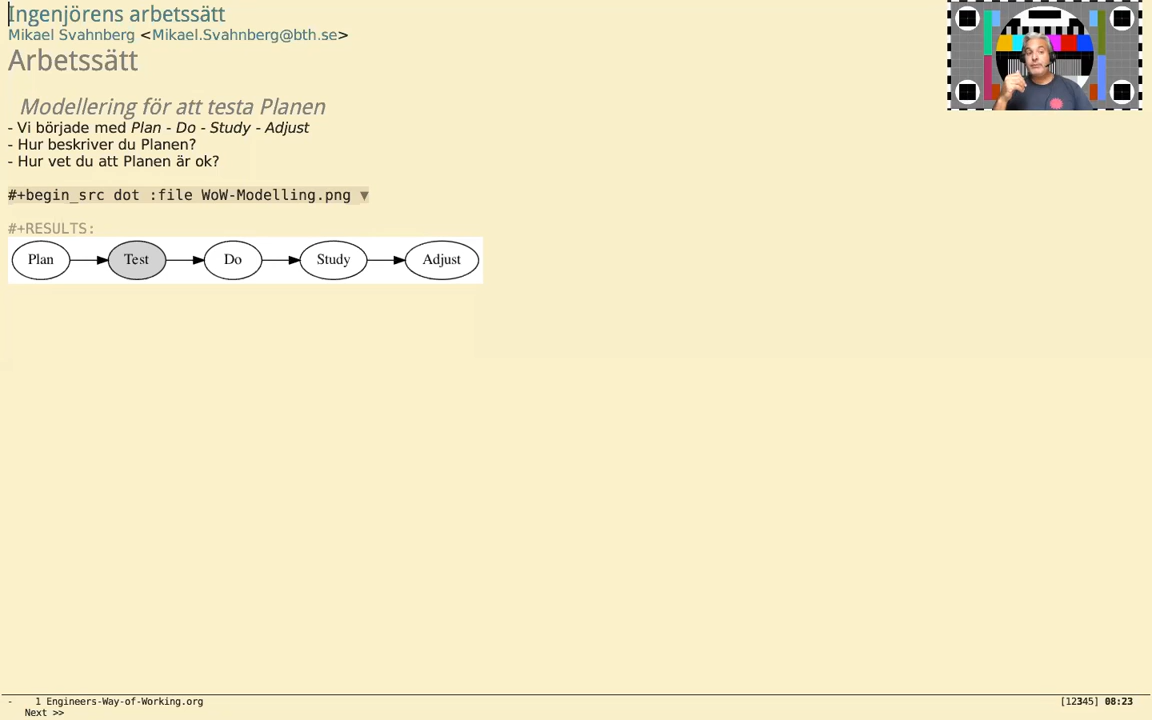 Ingenjörens arbetssätt
Mikael Svahnberg <Mikael.Svahnberg@bth.se>
Arbetssätt
Modellering för att testa Planen
- Vi började med Plan - Do - Study - Adjust
- Hur beskriver du Planen?
- Hur vet du att Planen är ok?
#+begin_src dot :file WoW-Modelling.png ▼
#+RESULTS:
Plan Test Do Study Adjust
- 1 Engineers-Way-of-Working.org [12345] 08:23
Next >>